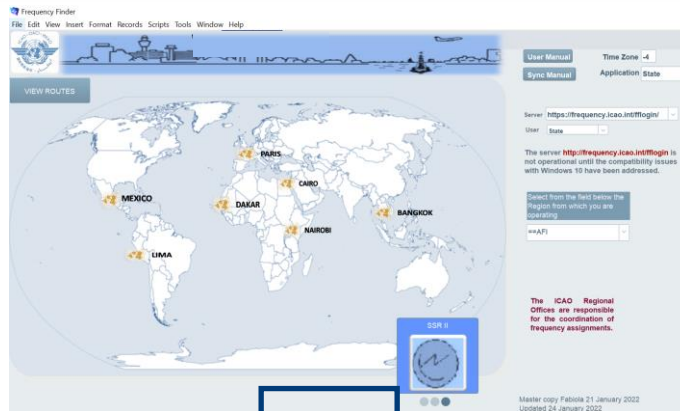 Frequency Finder
File Edit View Insert Format Records Scripts Tools Window Help
User Manual
Time Zone -4
Sync Manual
Application State
VIEW ROUTES
Server https://frequency.icao.int/fflogin/
User State
The server http://frequency.icao.int/fflogin is
not operational until the compatibility issues
with Windows 10 have been addressed.
PARIS
CAIRO
MEXICO
DAKAR
BANGKOK
NAIROBI
LIMA
Select from the field below the
Region from which you are
operating
==AFI
The ICAO Regional
Offices are responsible
for the coordination of
frequency assignments.
SSR II
Master copy Fabiola 21 January 2022
Updated 24 January 2022